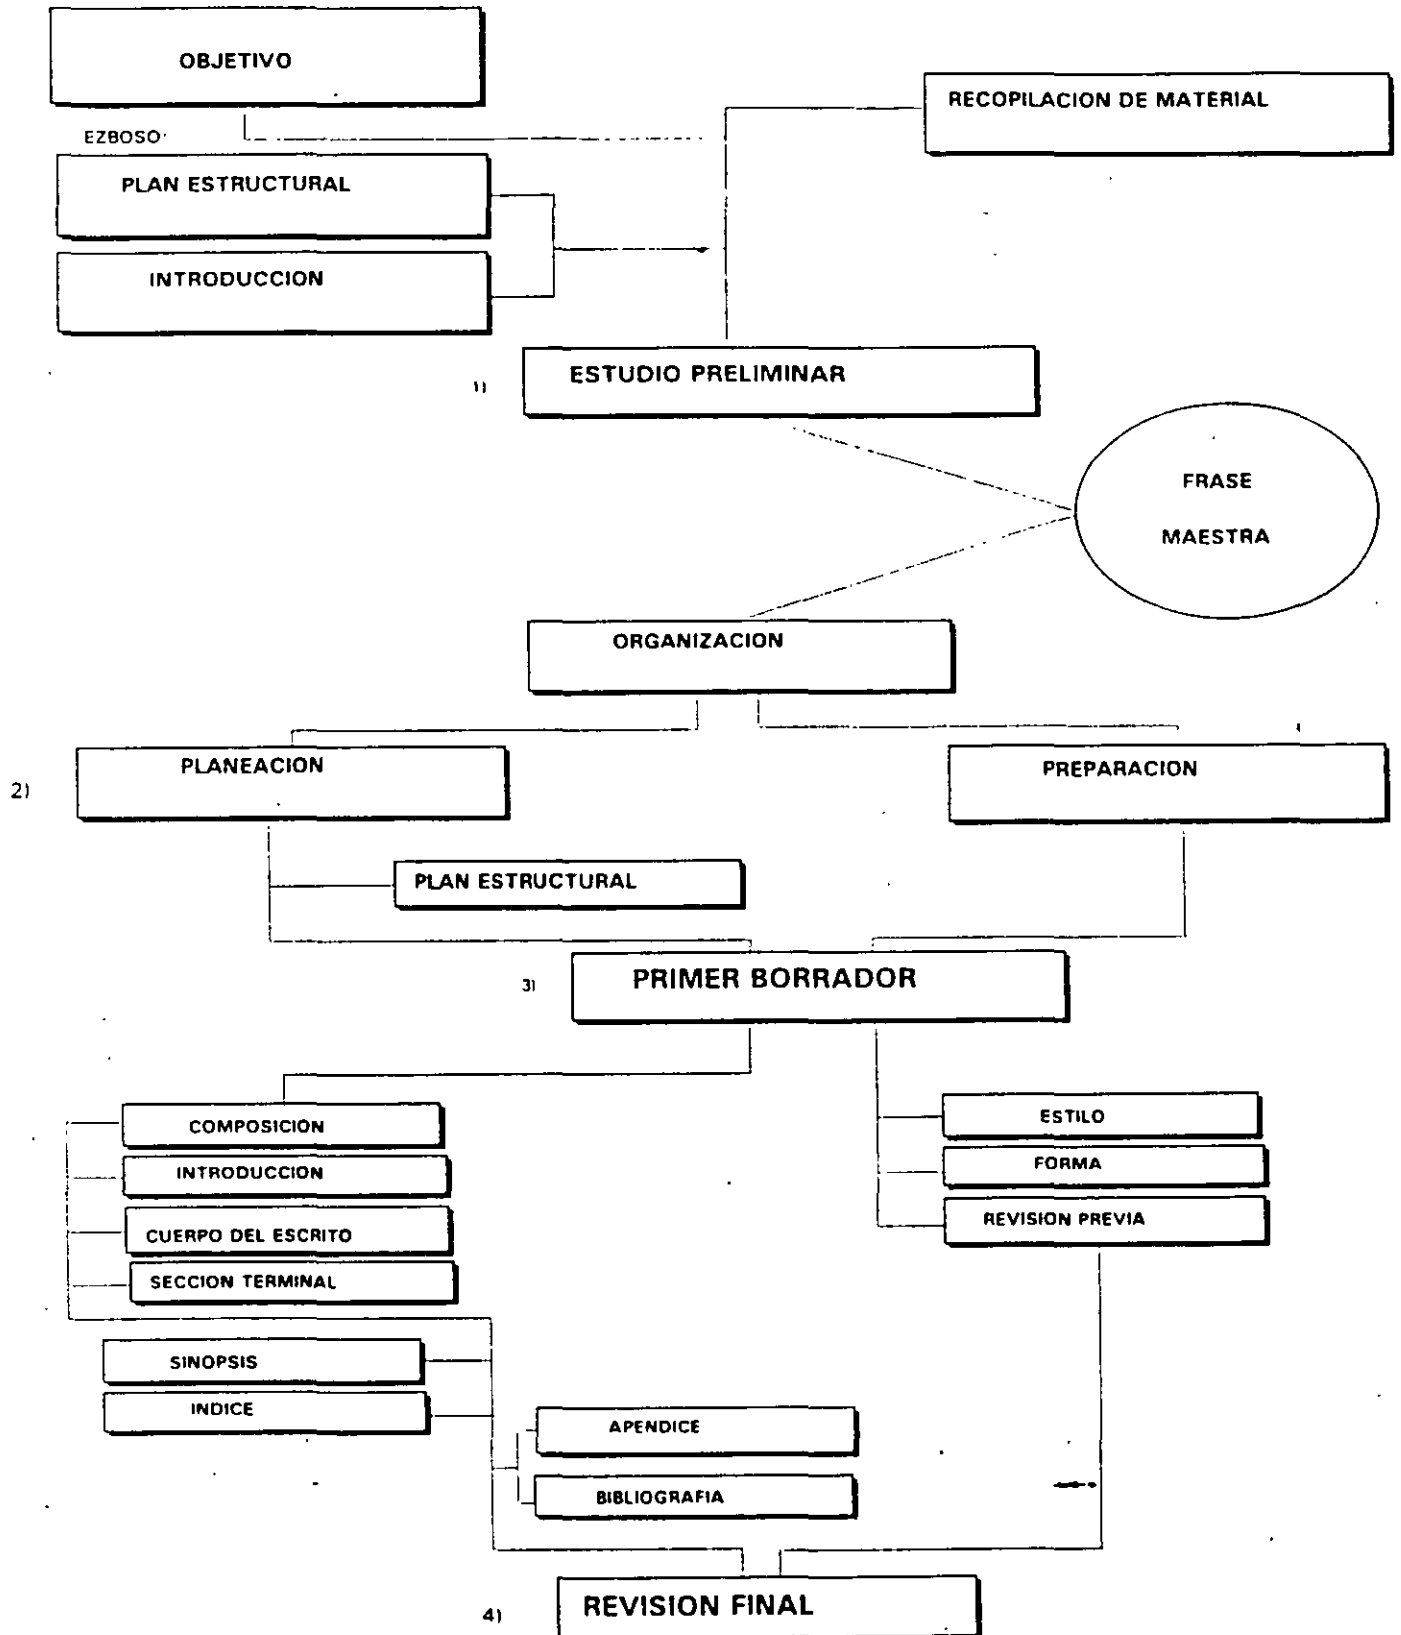 OBJETIVO
RECOPILACION DE MATERIAL
EZBOSO
PLAN ESTRUCTURAL
INTRODUCCION
1) ESTUDIO PRELIMINAR
FRASE
MAESTRA
ORGANIZACION
2) PLANEACION
PREPARACION
PLAN ESTRUCTURAL
3) PRIMER BORRADOR
COMPOSICION
INTRODUCCION
CUERPO DEL ESCRITO
SECCION TERMINAL
ESTILO
FORMA
REVISION PREVIA
SINOPSIS
INDICE
APENDICE
BIBLIOGRAFIA
4) REVISION FINAL